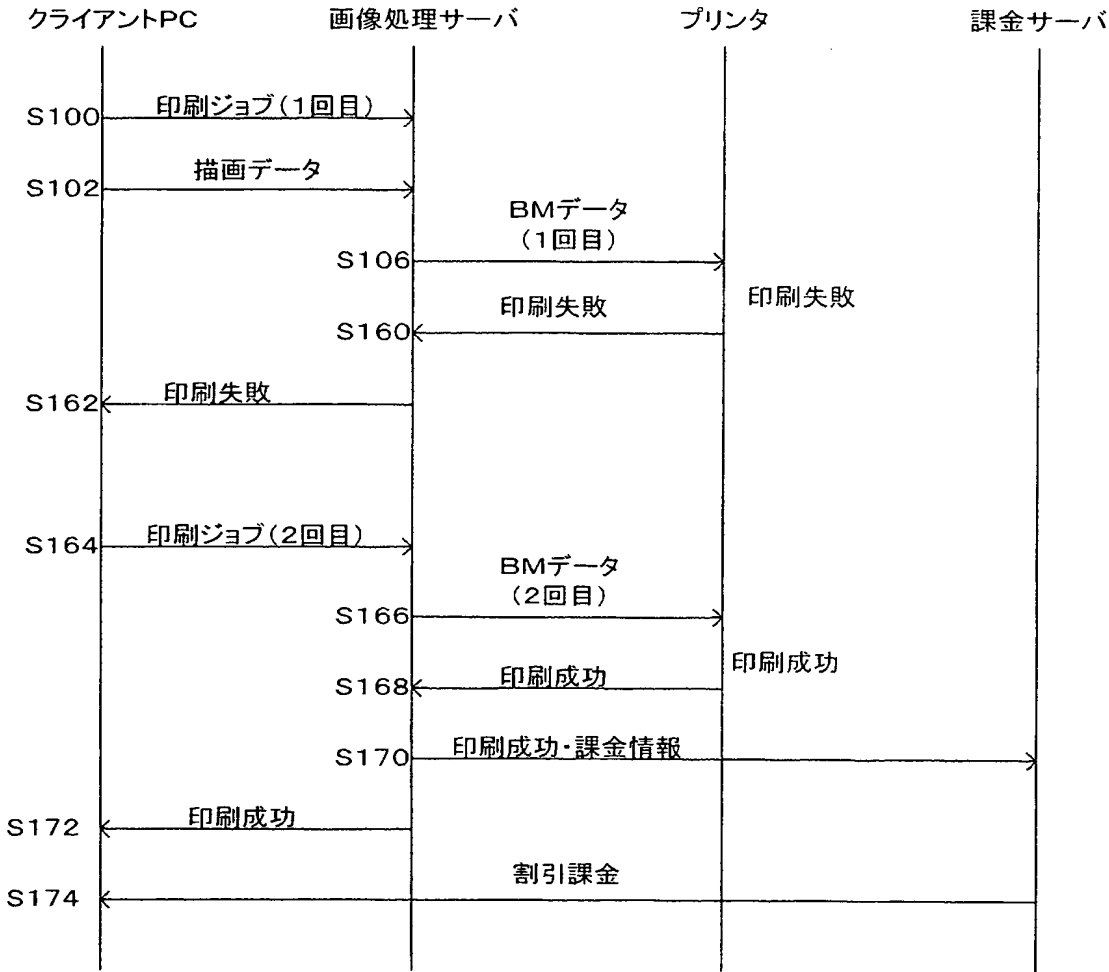 クライアントPC
画像処理サーバ
プリンタ
課金サーバ
印刷ジョブ(1回目)
S100
描画データ
S102
BMデータ
(1回目)
S106
印刷失敗
印刷失敗
S160
印刷失敗
S162
印刷ジョブ(2回目)
S164
BMデータ
(2回目)
S166
印刷成功
印刷成功
S168
印刷成功・課金情報
S170
印刷成功
S172
割引課金
S174